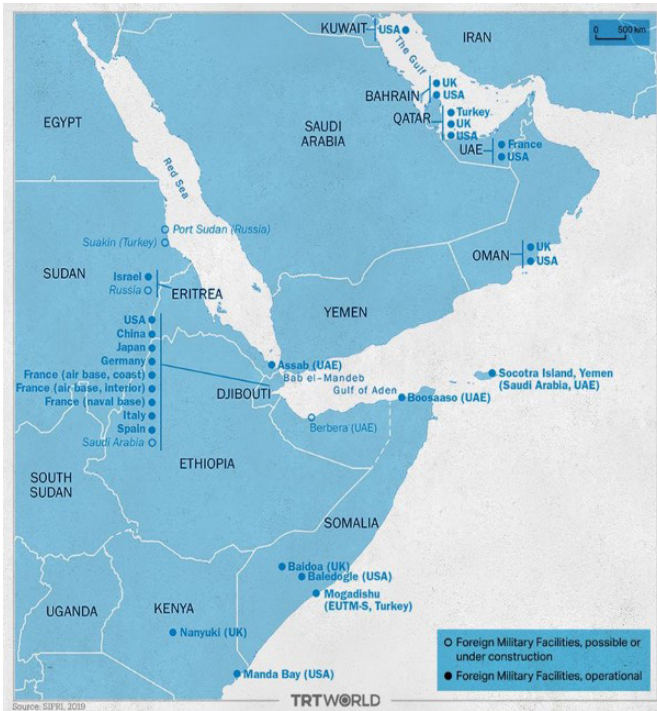 KUWAIT
USA
The Gulf
IRAN
0 500 km
BAHRAIN
UK
USA
QATAR
Turkey
UK
USA
UAE
France
USA
EGYPT
SAUDI
ARABIA
Red Sea
Port Sudan (Russia)
Suakin (Turkey)
OMAN
UK
USA
SUDAN
Israel
Russia
ERITREA
YEMEN
USA
China
Japan
Germany
France (air base, coast)
France (air base, interior)
France (naval base)
Italy
Spain
Saudi Arabia
DJIBOUTI
Assab (UAE)
Bab el-Mandeb
Gulf of Aden
Socotra Island, Yemen
(Saudi Arabia, UAE)
Boosaaso (UAE)
Berbera (UAE)
ETHIOPIA
SOUTH
SUDAN
SOMALIA
Baidoa (UK)
Baledogle (USA)
Mogadishu
(EUTM-S, Turkey)
UGANDA
KENYA
Nanyuki (UK)
Manda Bay (USA)
Foreign Military Facilities, possible or
under construction
Foreign Military Facilities, operational
Source: SIPRI, 2019
TRTWORLD